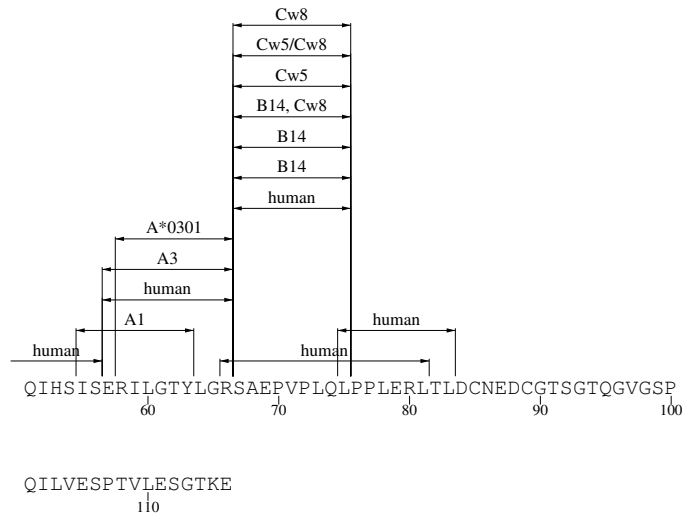 Cw8
Cw5/Cw8
Cw5
B14, Cw8
B14
B14
human
A*0301
A3
human
A1 human
human human
QIHSISERILGTYLGRSAEPVPLQLPPLERLTLDCNEDCGTSGTQGVGSP
60 70 80 90 100
QILVESPTVLESGTKE
110